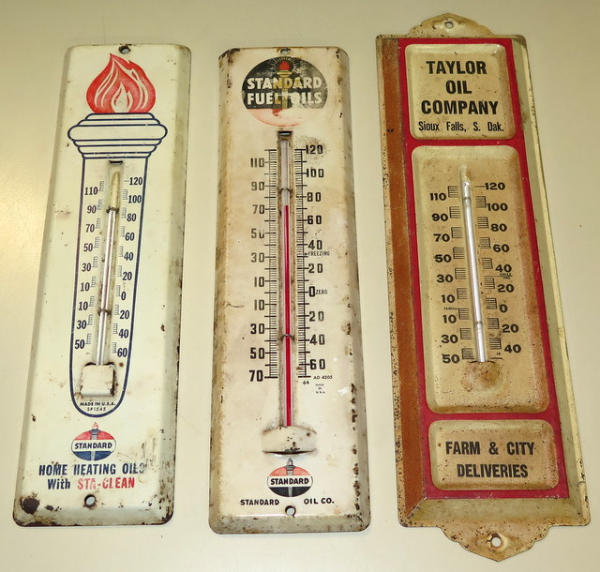 110 120
90 100
70 80
50 60
30 40
10 20
10 0
30 20
50 40
60
MADE IN U.S.A.
SP1545
STANDARD
HOME HEATING OILS
With STA-CLEAN
STANDARD
FUEL OILS
120
110
100
90
80
70
60
50
40
FREEZING
30
20
10
0 ZERO
10
20
30
40
50
60
70
AD 4205
STANDARD
STANDARD OIL CO.
TAYLOR
OIL
COMPANY
Sioux Falls, S. Dak.
120
110
100
90
80
70
60
50
40
30
20
10
0
10
20
30
40
50
FARM & CITY
DELIVERIES